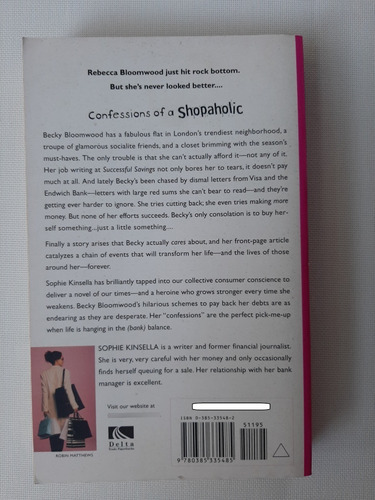 Rebecca Bloomwood just hit rock bottom.
But she's never looked better....
Confessions of a Shopaholic
Becky Bloomwood has a fabulous flat in London's trendiest neighborhood, a
troupe of glamorous socialite friends, and a closet brimming with the season's
must-haves. The only trouble is that she can't actually afford it—not any of it.
Her job writing at Successful Savings not only bores her to tears, it doesn't pay
much at all. And lately Becky's been chased by dismal letters from Visa and the
Endwich Bank—letters with large red sums she can't bear to read—and they're
getting ever harder to ignore. She tries cutting back; she even tries making more
money. But none of her efforts succeeds. Becky's only consolation is to buy her-
self something...just a little something....
Finally a story arises that Becky actually cares about, and her front-page article
catalyzes a chain of events that will transform her life—and the lives of those
around her—forever.
Sophie Kinsella has brilliantly tapped into our collective consumer conscience to
deliver a novel of our times—and a heroine who grows stronger every time she
weakens. Becky Bloomwood's hilarious schemes to pay back her debts are as
endearing as they are desperate. Her "confessions" are the perfect pick-me-up
when life is hanging in the (bank) balance.
SOPHIE KINSELLA is a writer and former financial journalist.
She is very, very careful with her money and only occasionally
finds herself queuing for a sale. Her relationship with her bank
manager is excellent.
Visit our website at
Delta
Trade Paperbacks
ROBIN MATTHEWS
ISBN 0-385-33548-2
51195
9 780385 335485